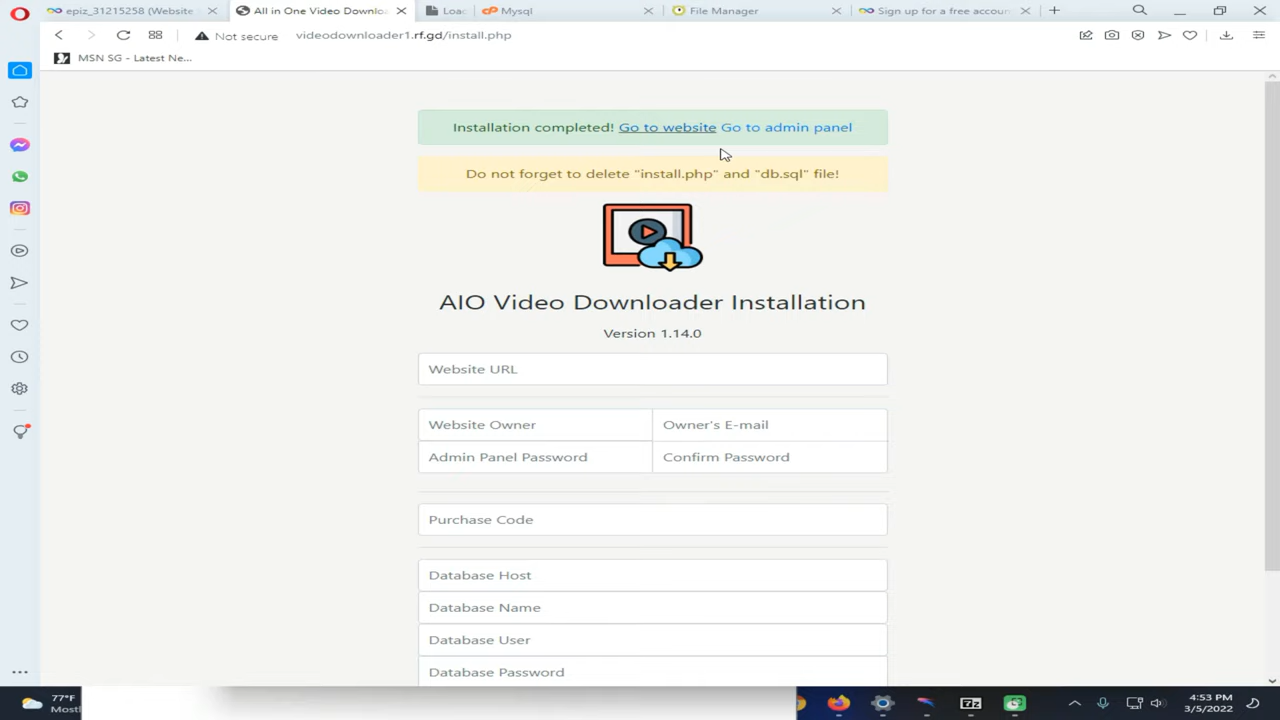 epiz_31215258 (Website S
All in One Video Downlo
Load
Mysql
File Manager
Sign up for a free accoun
Not secure
videodownloader1.rf.gd/install.php
MSN SG - Latest Ne...
Installation completed! Go to website Go to admin panel
Do not forget to delete "install.php" and "db.sql" file!
AIO Video Downloader Installation
Version 1.14.0
Website URL
Website Owner
Owner's E-mail
Admin Panel Password
Confirm Password
Purchase Code
Database Host
Database Name
Database User
Database Password
77°F
Mostl
4:53 PM
3/5/2022